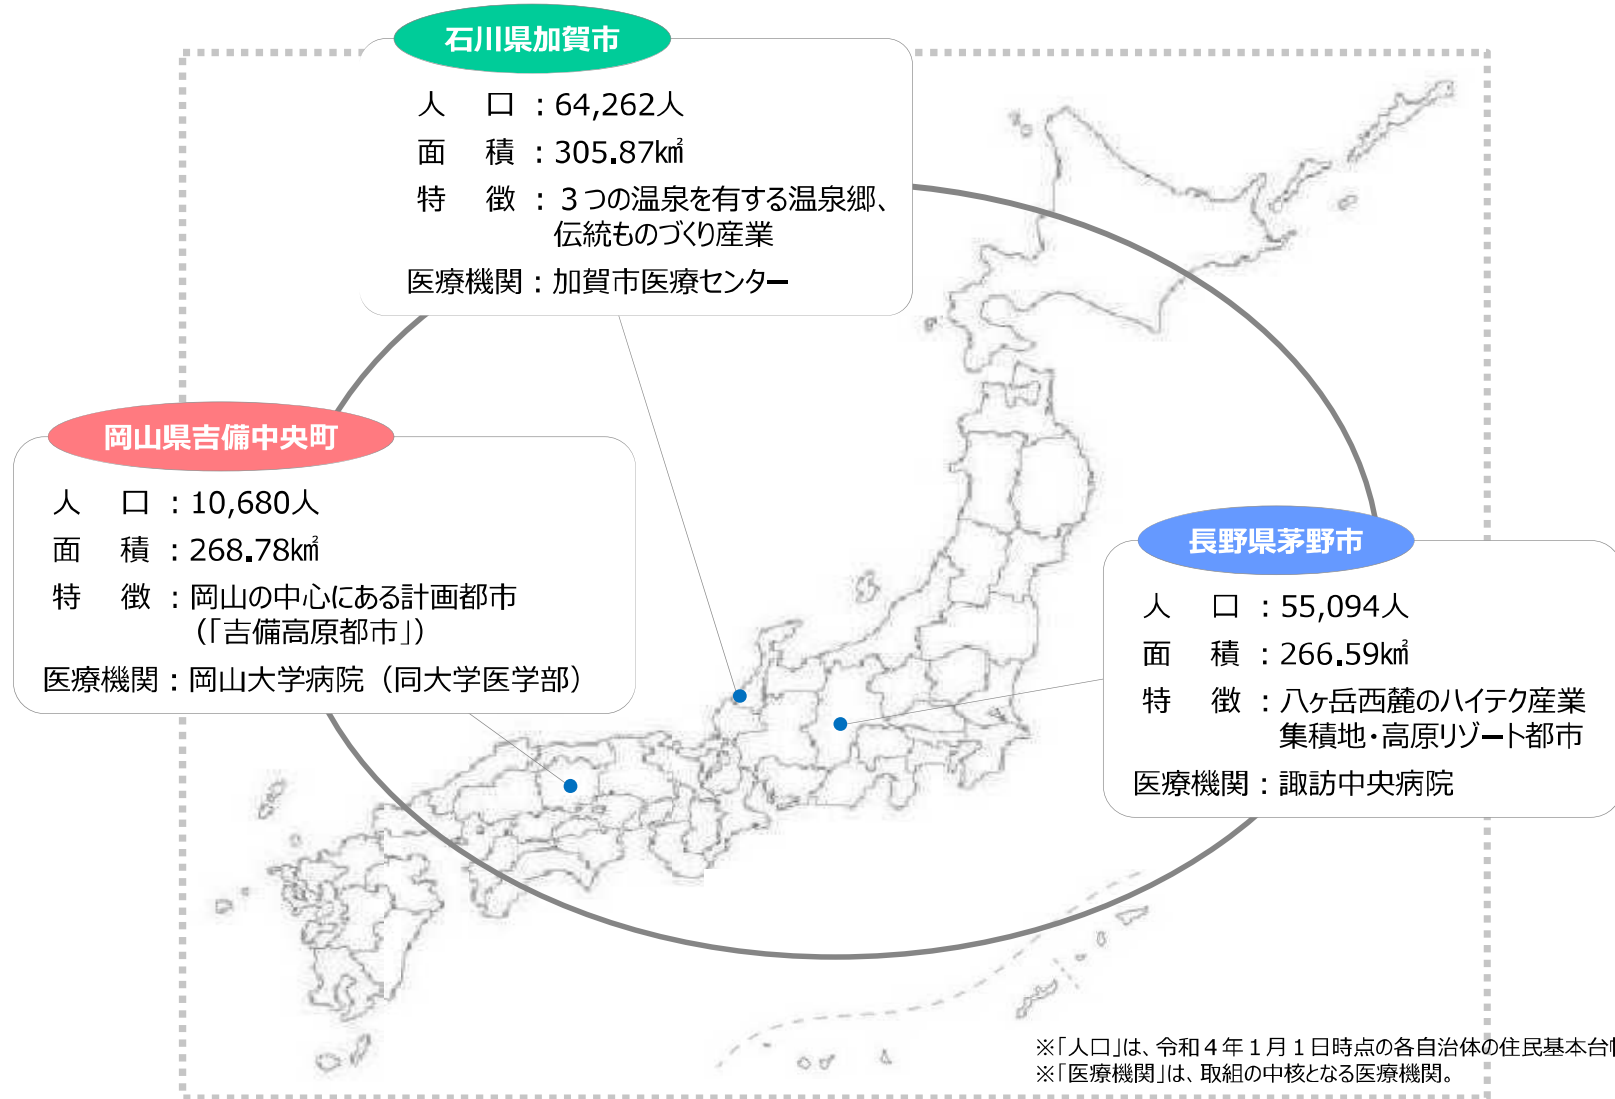 石川県加賀市
人 口：64,262人
面 積：305.87㎢
特 徴：３つの温泉を有する温泉郷、
伝統ものづくり産業
医療機関：加賀市医療センター
岡山県吉備中央町
人 口：10,680人
面 積：268.78㎢
特 徴：岡山の中心にある計画都市
（「吉備高原都市」）
医療機関：岡山大学病院（同大学医学部）
長野県茅野市
人 口：55,094人
面 積：266.59㎢
特 徴：八ヶ岳西麓のハイテク産業
集積地・高原リゾート都市
医療機関：諏訪中央病院
※「人口」は、令和４年１月１日時点の各自治体の住民基本台
※「医療機関」は、取組の中核となる医療機関。